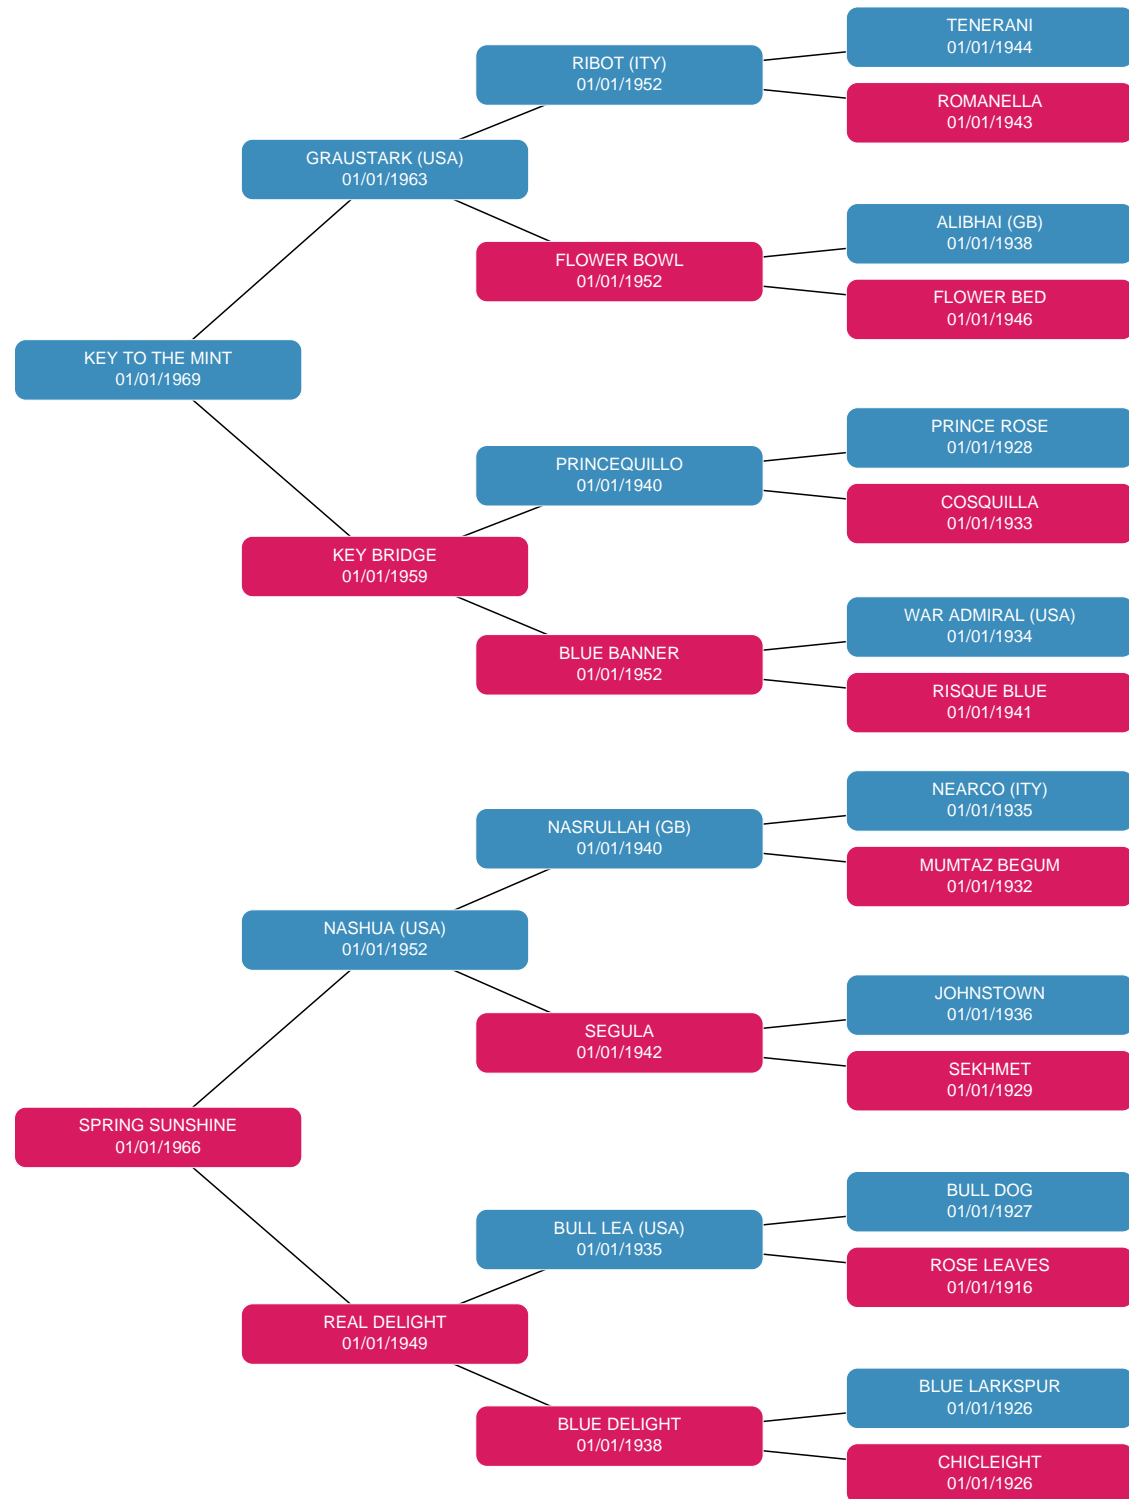 TENERANI
01/01/1944
RIBOT (ITY)
01/01/1952
ROMANELLA
01/01/1943
GRAUSTARK (USA)
01/01/1963
ALIBHAI (GB)
01/01/1938
FLOWER BOWL
01/01/1952
FLOWER BED
01/01/1946
KEY TO THE MINT
01/01/1969
PRINCE ROSE
01/01/1928
PRINCEQUILLO
01/01/1940
COSQUILLA
01/01/1933
KEY BRIDGE
01/01/1959
WAR ADMIRAL (USA)
01/01/1934
BLUE BANNER
01/01/1952
RISQUE BLUE
01/01/1941
NEARCO (ITY)
01/01/1935
NASRULLAH (GB)
01/01/1940
MUMTAZ BEGUM
01/01/1932
NASHUA (USA)
01/01/1952
JOHNSTOWN
01/01/1936
SEGULA
01/01/1942
SEKHMET
01/01/1929
SPRING SUNSHINE
01/01/1966
BULL DOG
01/01/1927
BULL LEA (USA)
01/01/1935
ROSE LEAVES
01/01/1916
REAL DELIGHT
01/01/1949
BLUE LARKSPUR
01/01/1926
BLUE DELIGHT
01/01/1938
CHICLEIGHT
01/01/1926